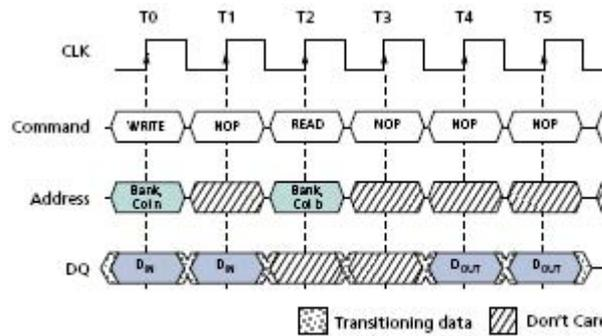 T0 T1 T2 T3 T4 T5
CLK
Command WRITE NOP READ NOP NOP NOP
Address Bank, Col n Bank, Col b
DQ DIN DIN DOUT DOUT
Transitioning data Don't Care